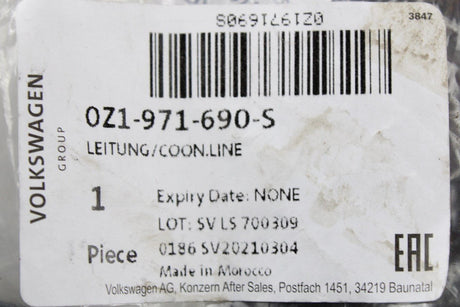 0Z1971690S
3847
VOLKSWAGEN
GROUP
0Z1-971-690-S
LEITUNG/COON.LINE
1
Piece
Expiry Date: NONE
LOT: SV LS 700309
0186 SV20210304
Made in Morocco
EAC
Volkswagen AG, Konzern After Sales, Postfach 1451, 34219 Baunatal